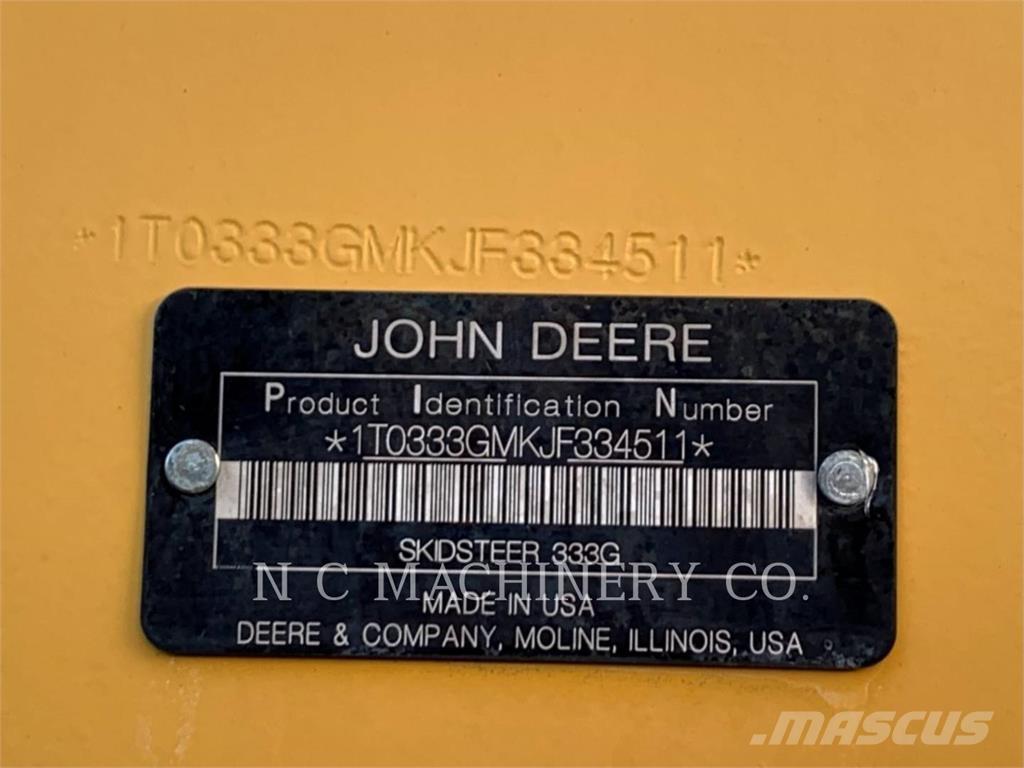 *1T0333GMKJF334511*
JOHN DEERE
Product Identification Number
*1T0333GMKJF334511*
SKIDSTEER 333G
N C MACHINERY CO.
MADE IN USA
DEERE & COMPANY, MOLINE, ILLINOIS, USA
MASCUS